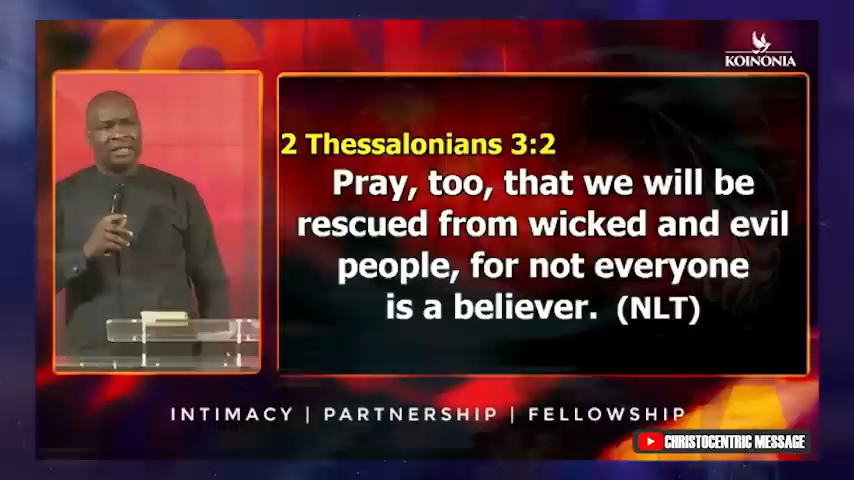 KOINONIA
2 Thessalonians 3:2
Pray, too, that we will be
rescued from wicked and evil
people, for not everyone
is a believer. (NLT)
INTIMACY | PARTNERSHIP | FELLOWSHIP
CHRISTOCENTRIC MESSAGE